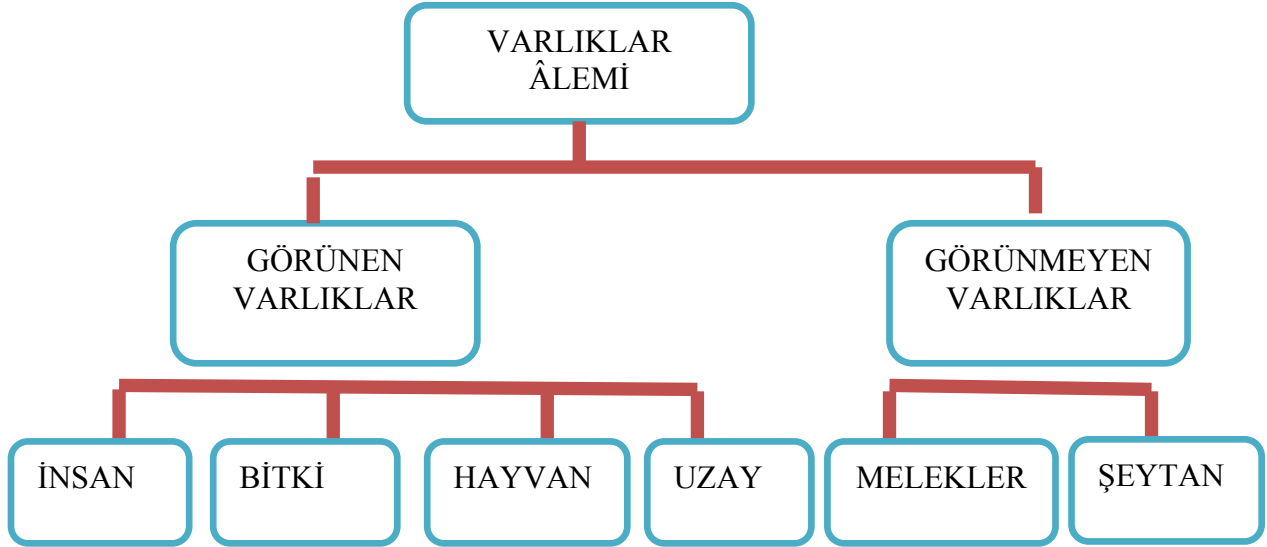 VARLIKLAR
ÂLEMİ
GÖRÜNEN
VARLIKLAR
GÖRÜNMEYEN
VARLIKLAR
İNSAN
BİTKİ
HAYVAN
UZAY
MELEKLER
ŞEYTAN